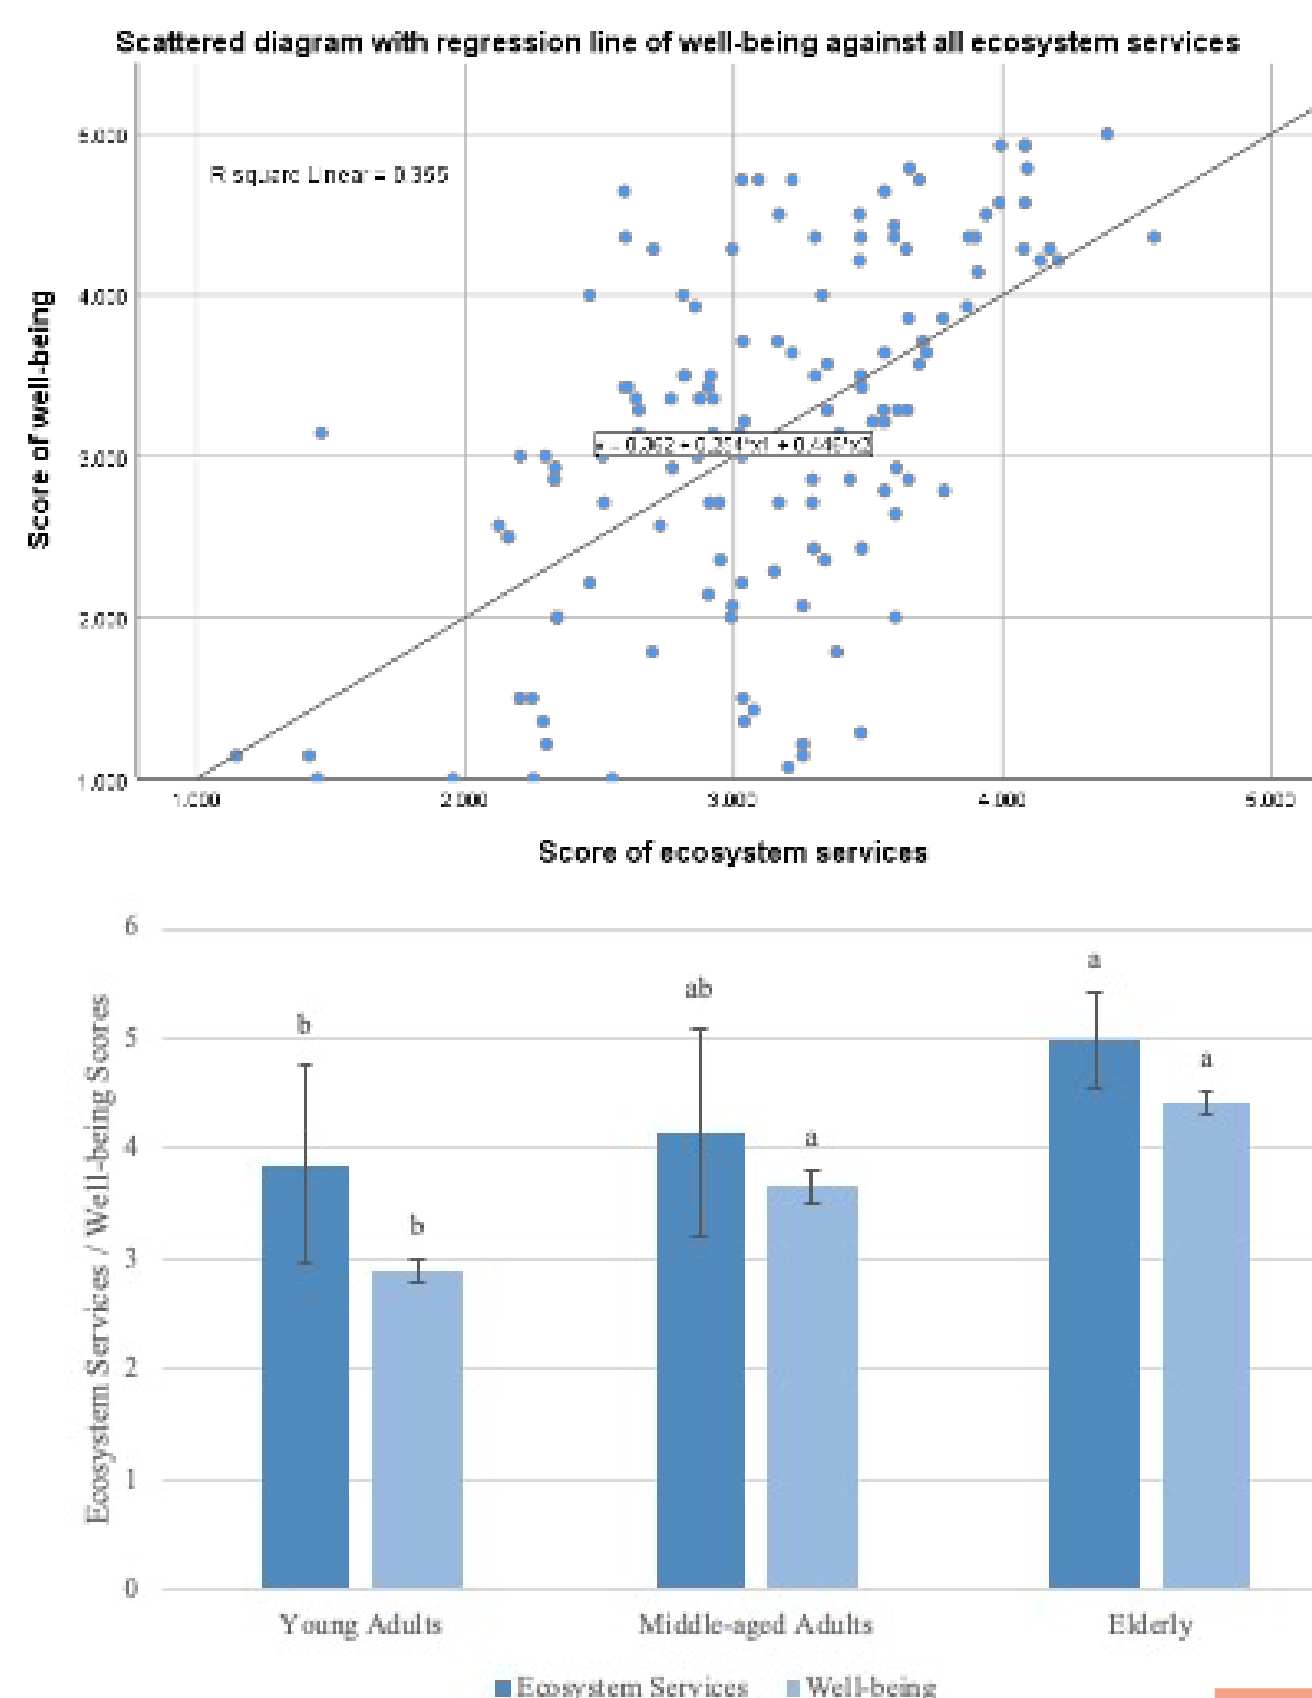 Scattered diagram with regression line of well-being against all ecosystem services
5.000
R square Linear = 0.355
4.000
3.000
2.000
1.000
Score of well-being
1.000 2.000 3.000 4.000 5.000
Score of ecosystem services
6
5
4
3
2
1
0
Ecosystem Services / Well-being Scores
b
b
ab
a
a
a
Young Adults Middle-aged Adults Elderly
Ecosystem Services Well-being